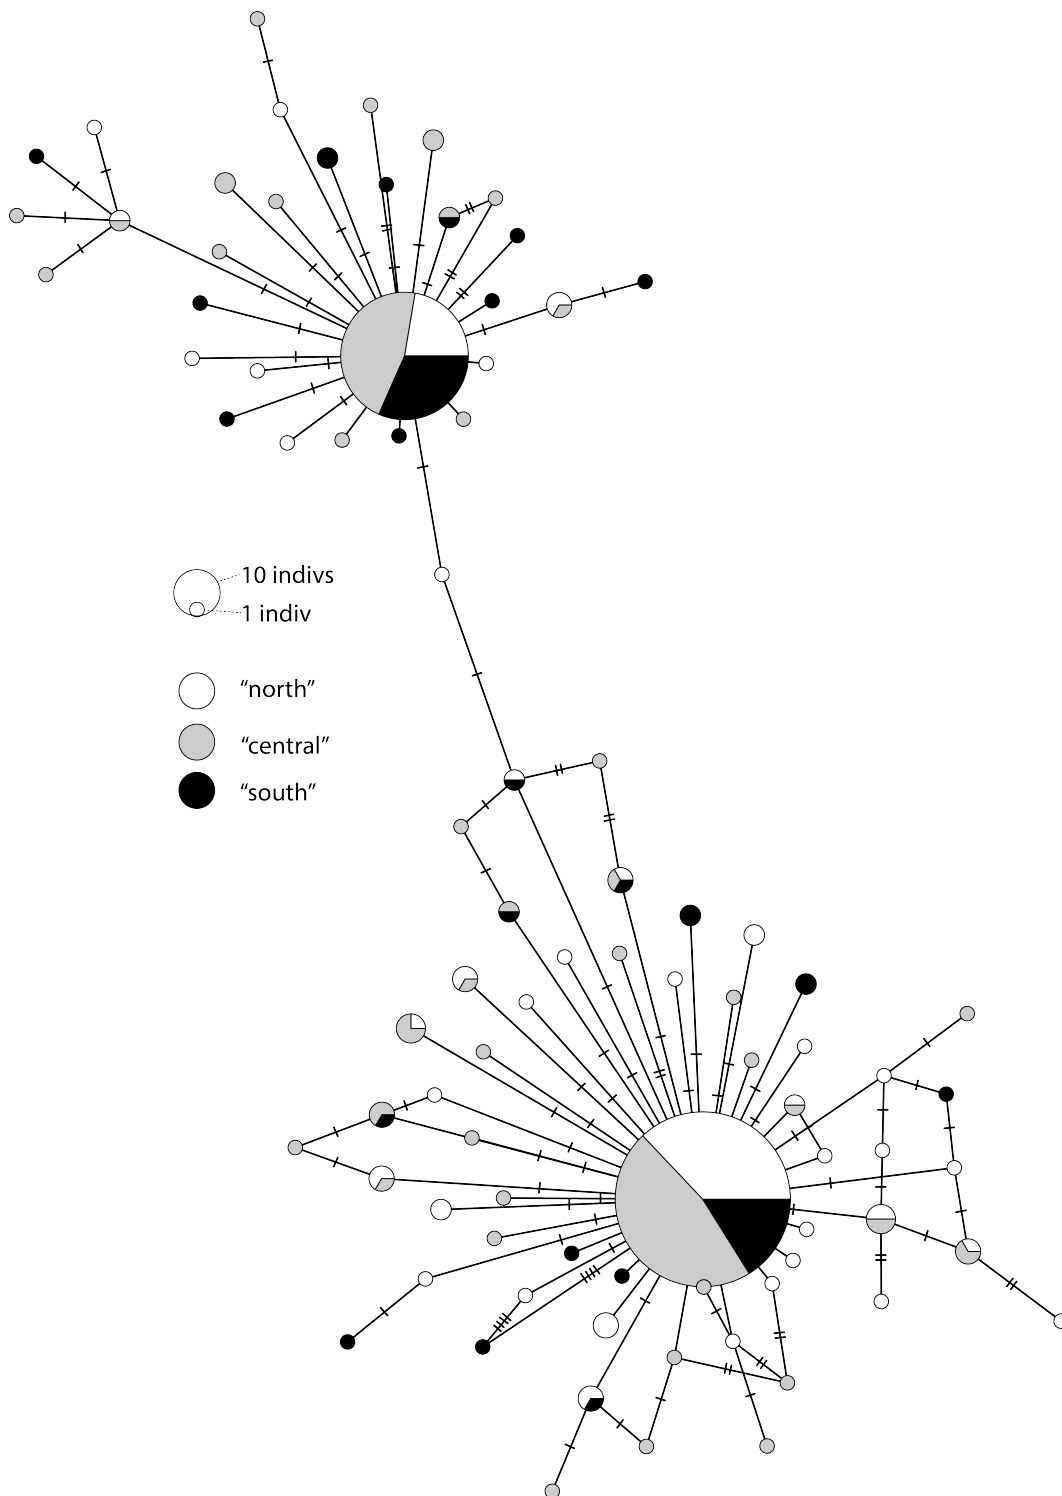 10 indivs
1 indiv
“north”
“central”
“south”